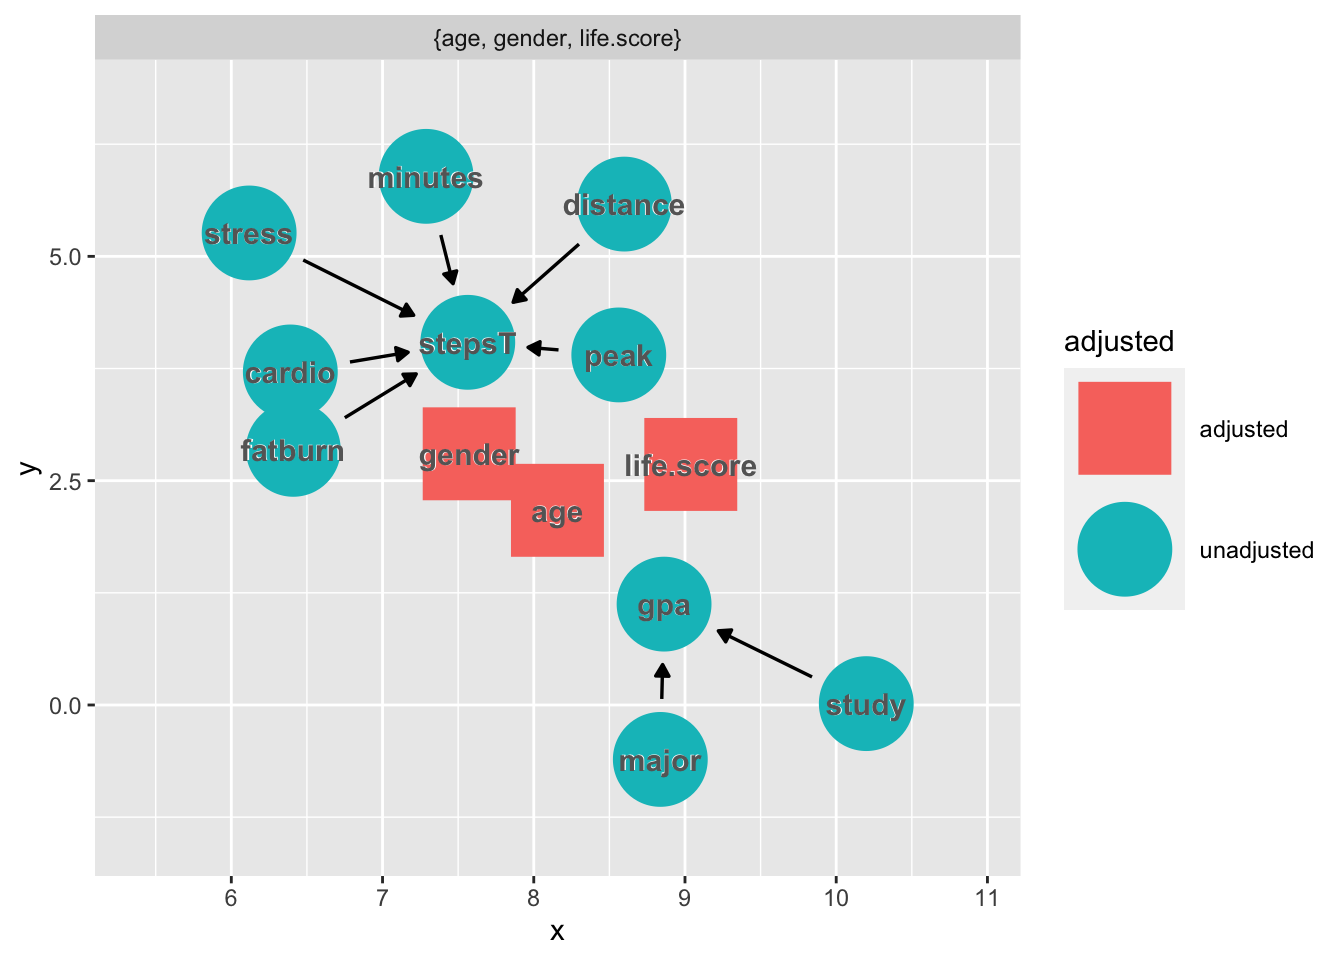 {age, gender, life.score}
minutes
distance
stress
5.0
stepsT
peak
cardio
adjusted
fatburn
gender
life.score
adjusted
y
2.5
age
unadjusted
gpa
0.0
study
major
6
7
8
9
10
11
x